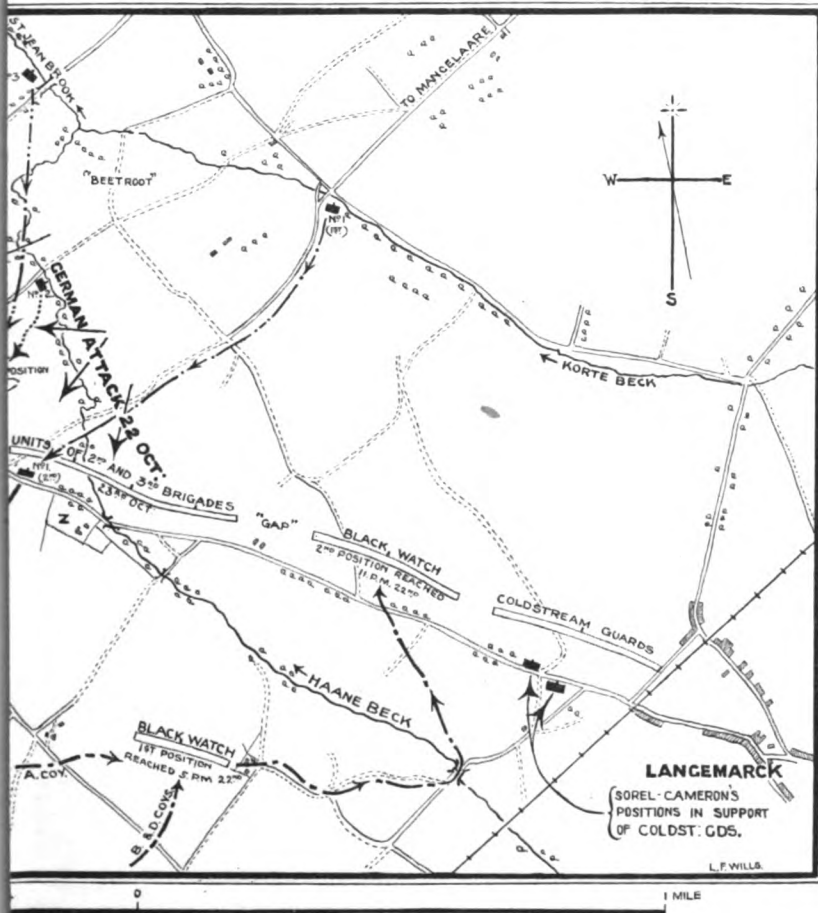 ST JEAN BROOK
Nº3
TO MANGELAARE
"BEETROOT"
Nº1
(1ST)
W E
S
Nº2
GERMAN ATTACK 22 OCT.
POSITION
KORTE BECK
UNITS OF 2ND AND 3RD BRIGADES
23RD OCT.
Nº1.
(2ND)
N
"GAP"
BLACK WATCH
2ND POSITION REACHED
11. P.M. 22ND
COLDSTREAM GUARDS
HAANE BECK
BLACK WATCH
1ST POSITION
REACHED 5. P.M. 22ND
A. COY.
B. & D. COYS.
LANGEMARCK
SOREL-CAMERON'S
POSITIONS IN SUPPORT
OF COLDST: GDS.
L.F. WILLS.
0
1 MILE